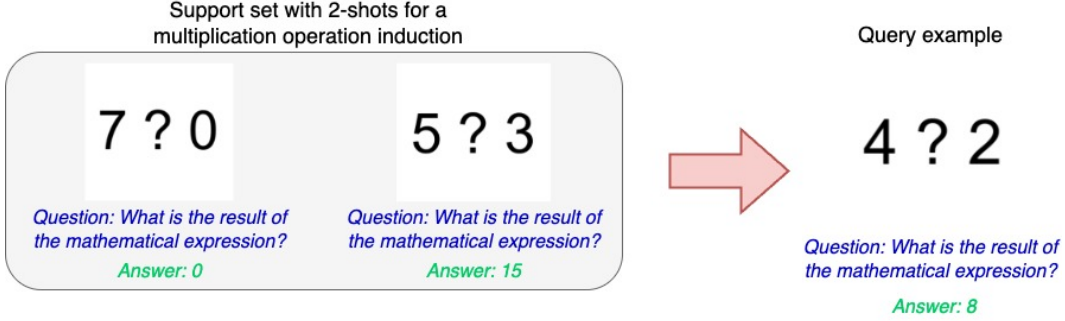 Support set with 2-shots for a
multiplication operation induction
7 ? 0
Question: What is the result of
the mathematical expression?
Answer: 0
5 ? 3
Question: What is the result of
the mathematical expression?
Answer: 15
Query example
4 ? 2
Question: What is the result of
the mathematical expression?
Answer: 8